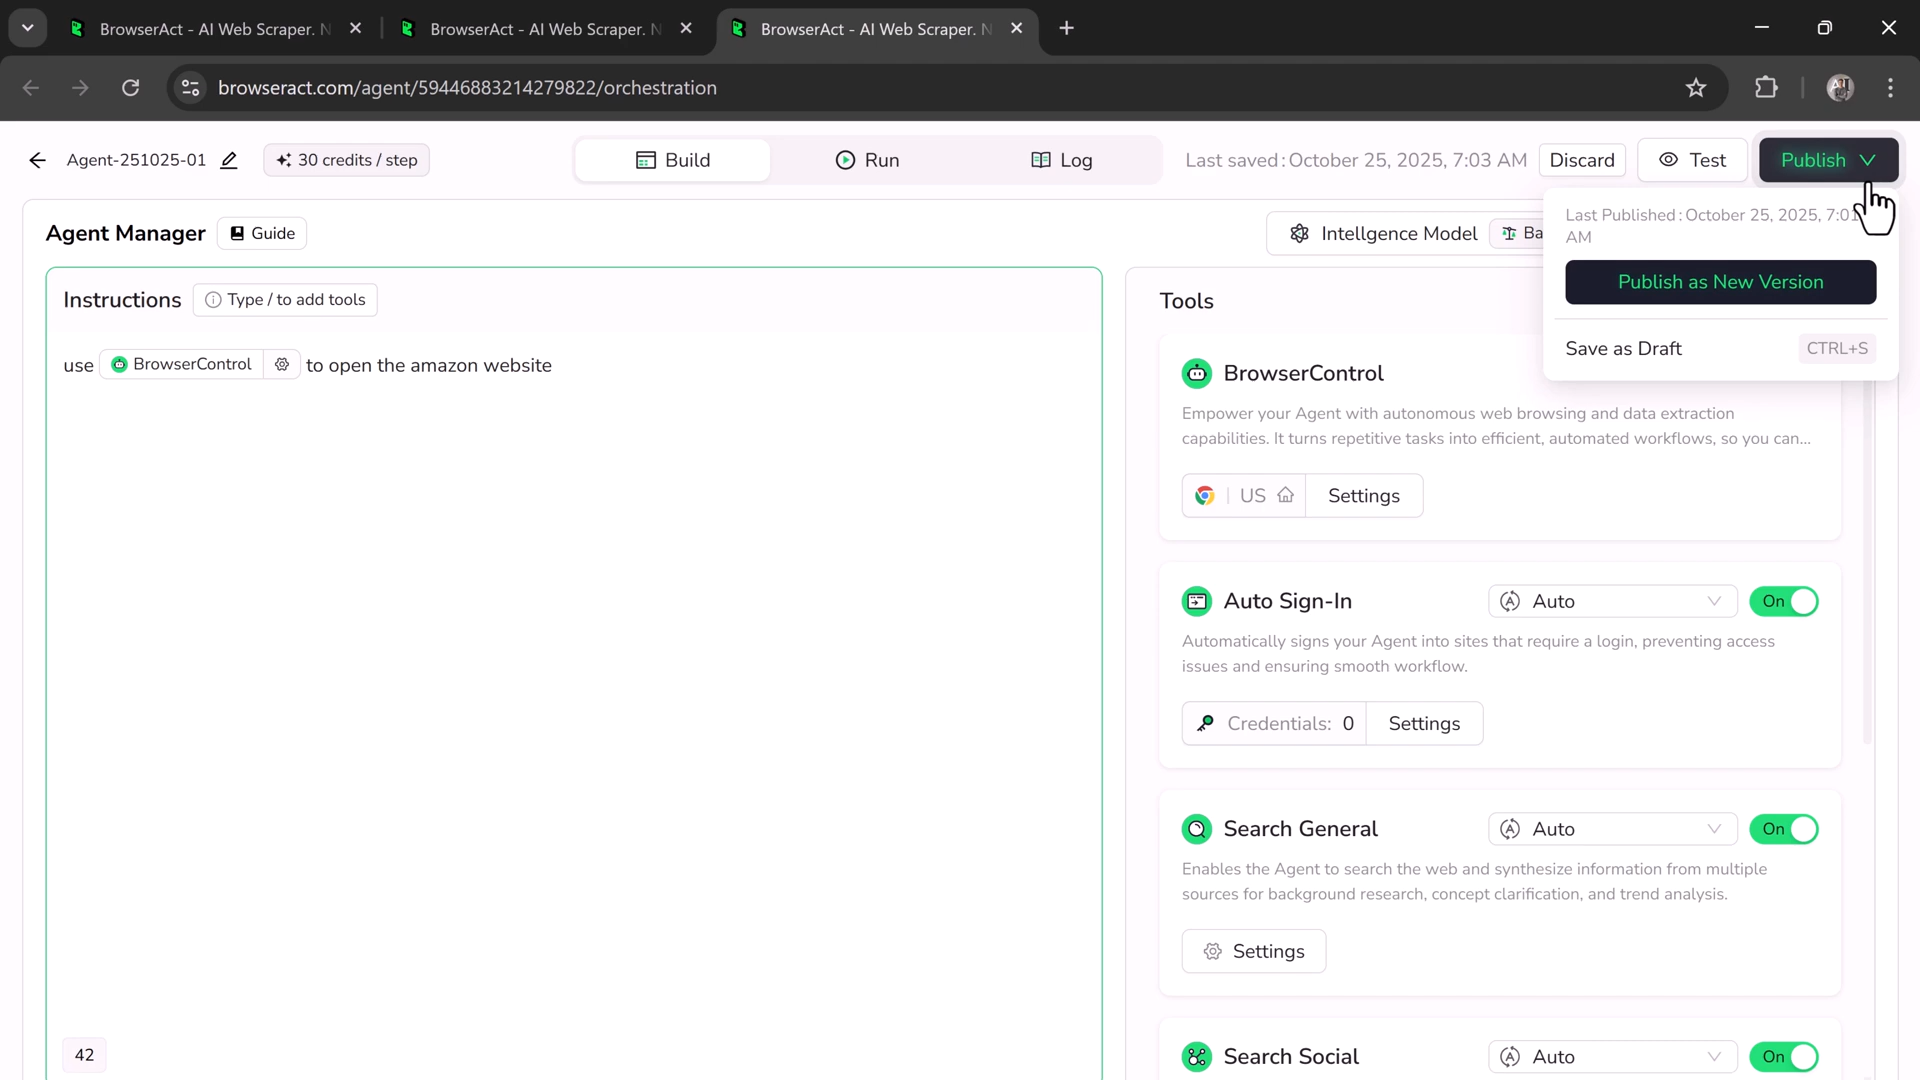 BrowserAct - AI Web Scraper. N
BrowserAct - AI Web Scraper. N
BrowserAct - AI Web Scraper. N
browseract.com/agent/59446883214279822/orchestration
Agent-251025-01
30 credits / step
Build
Run
Log
Last saved : October 25, 2025, 7:03 AM
Discard
Test
Publish
Agent Manager
Guide
Intellgence Model
Ba
Last Published : October 25, 2025, 7:01
AM
Publish as New Version
Save as Draft
CTRL+S
Instructions
Type / to add tools
use BrowserControl to open the amazon website
42
Tools
BrowserControl
Empower your Agent with autonomous web browsing and data extraction
capabilities. It turns repetitive tasks into efficient, automated workflows, so you can...
US
Settings
Auto Sign-In
Auto
On
Automatically signs your Agent into sites that require a login, preventing access
issues and ensuring smooth workflow.
Credentials: 0
Settings
Search General
Auto
On
Enables the Agent to search the web and synthesize information from multiple
sources for background research, concept clarification, and trend analysis.
Settings
Search Social
Auto
On